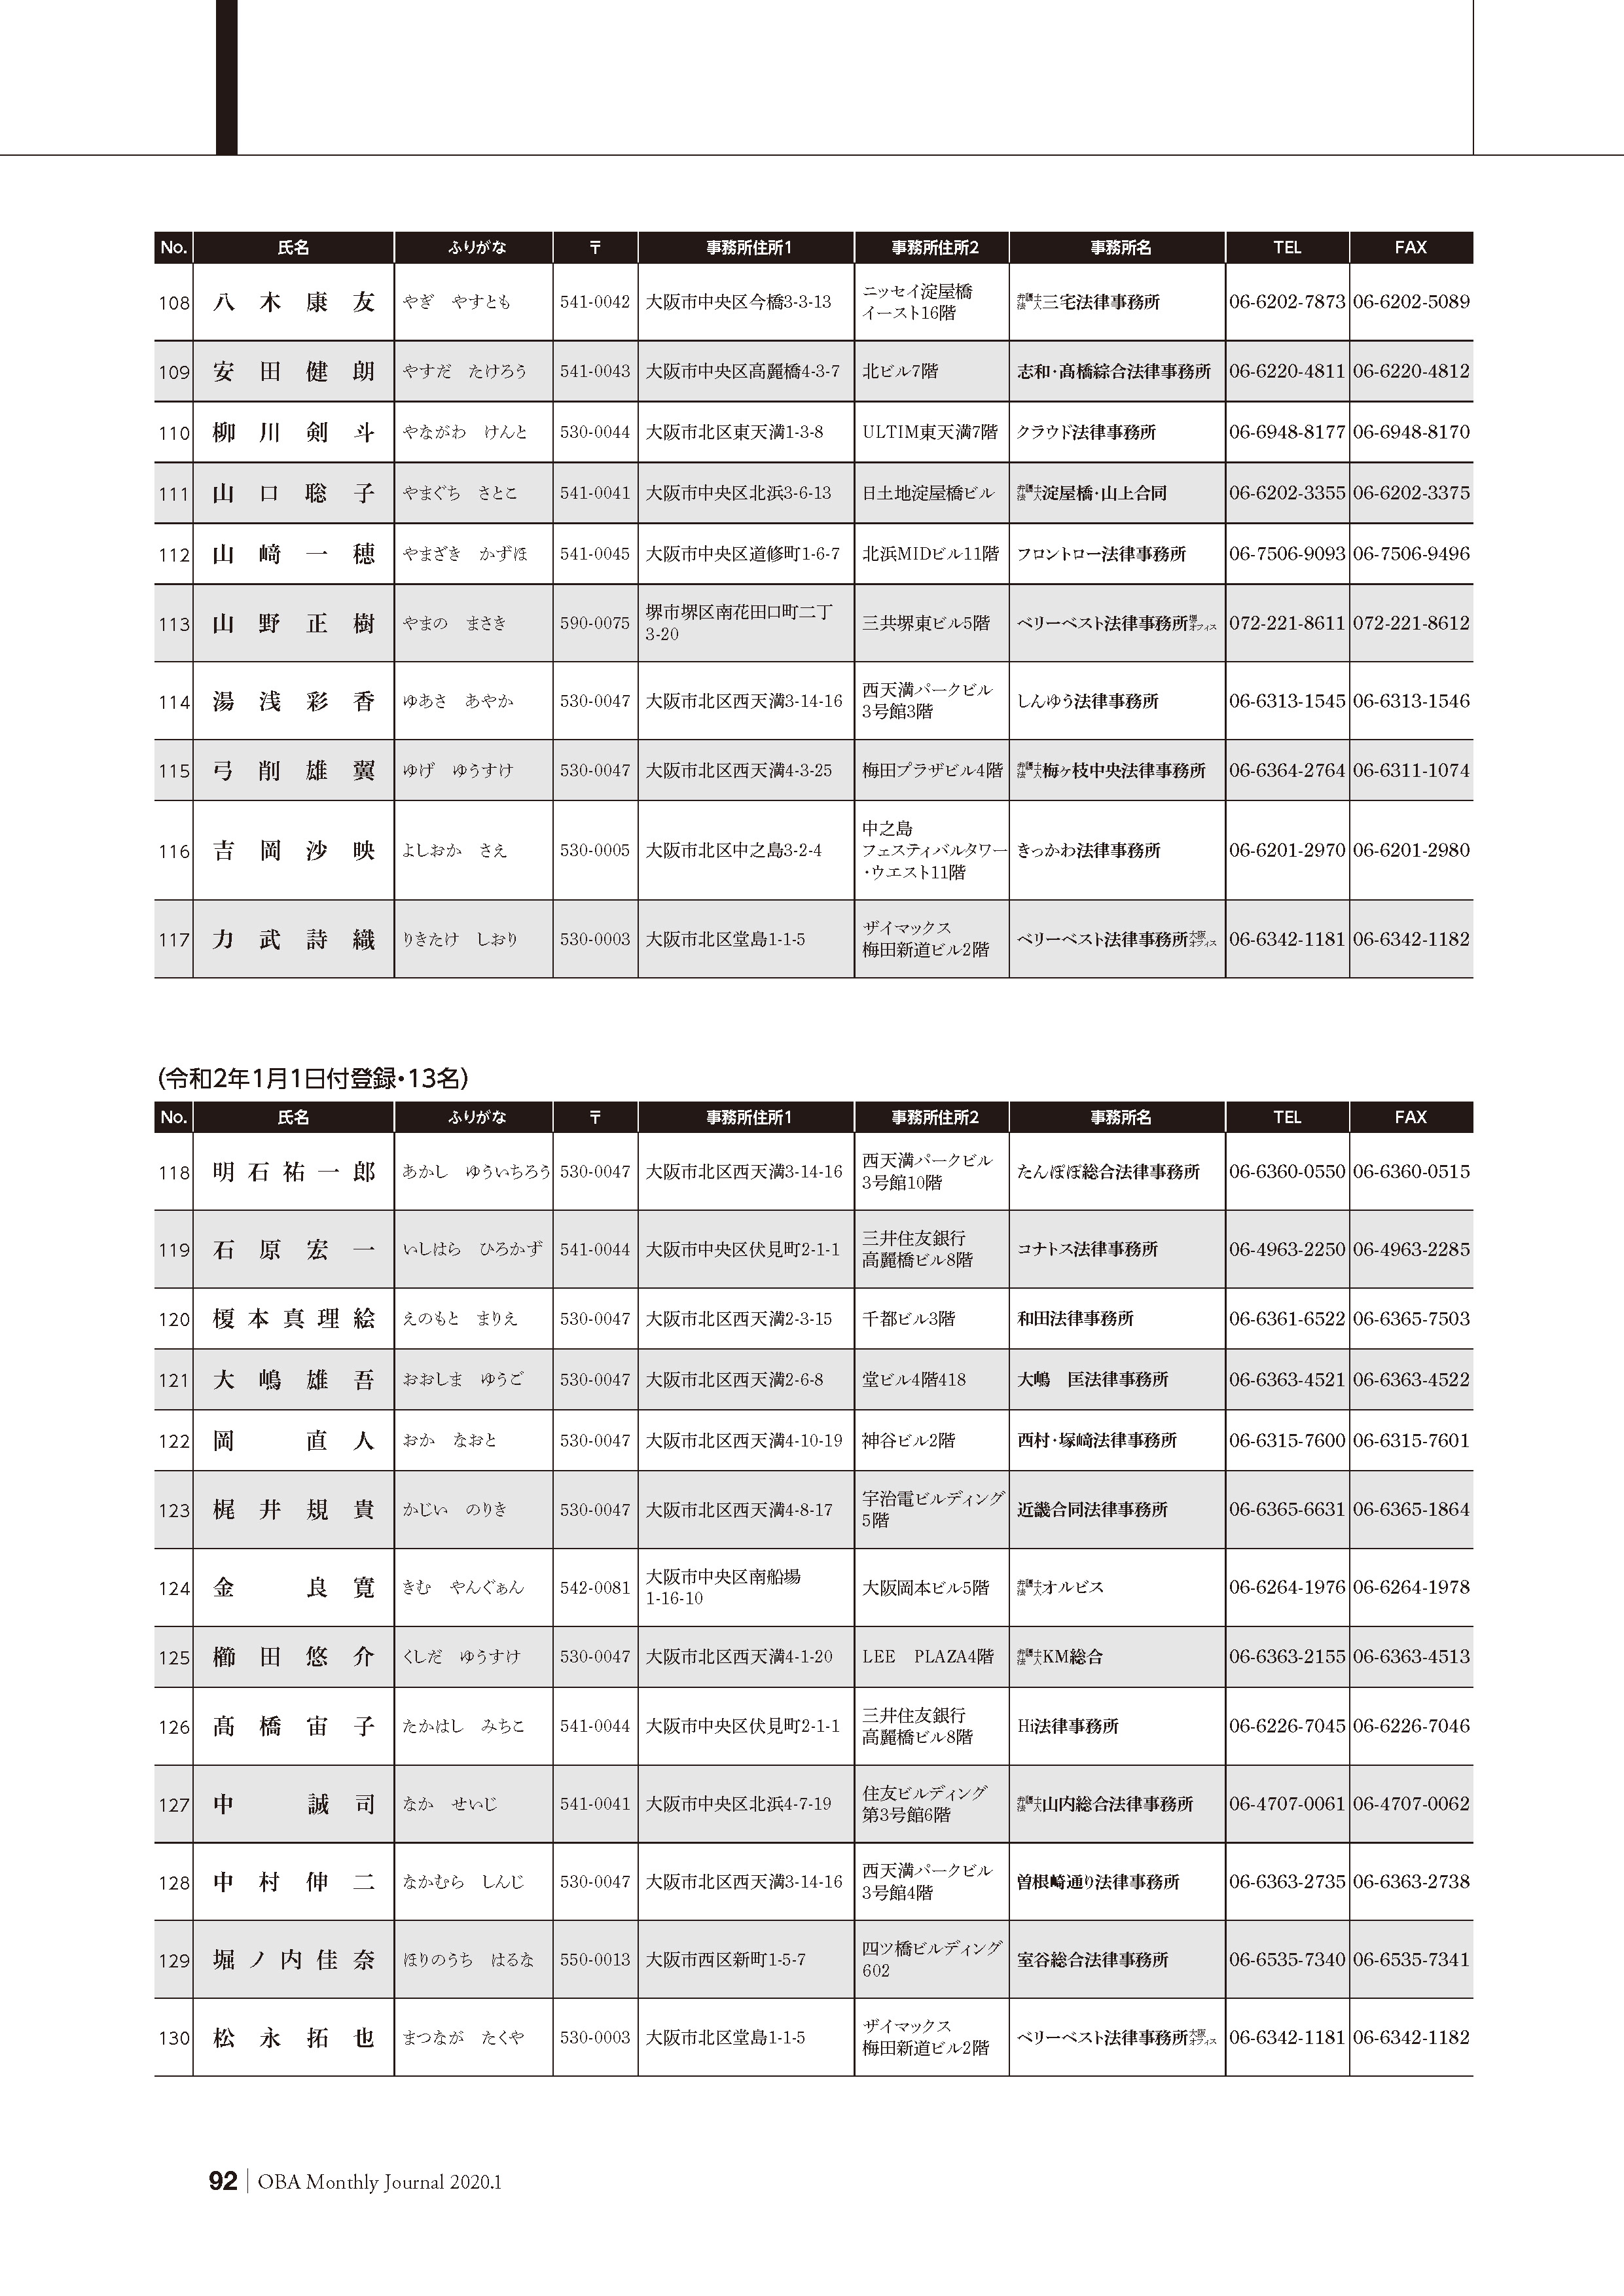 No. 氏名 ふりがな 〒 事務所住所1 事務所住所2 事務所名 TEL FAX
108 八木康友 やぎ　やすとも 541-0042 大阪市中央区今橋3-3-13 ニッセイ淀屋橋 弁護士法人三宅法律事務所 06-6202-7873 06-6202-5089
イースト16階
109 安田健朗 やすだ　たけろう 541-0043 大阪市中央区高麗橋4-3-7 北ビル7階 志和・髙橋綜合法律事務所 06-6220-4811 06-6220-4812
110 柳川剣斗 やながわ　けんと 530-0044 大阪市北区東天満1-3-8 ULTIM東天満7階 クラウド法律事務所 06-6948-8177 06-6948-8170
111 山口聡子 やまぐち　さとこ 541-0041 大阪市中央区北浜3-6-13 日土地淀屋橋ビル 弁護士法人淀屋橋・山上合同 06-6202-3355 06-6202-3375
112 山﨑一穂 やまざき　かずほ 541-0045 大阪市中央区道修町1-6-7 北浜MIDビル11階 フロントロー法律事務所 06-7506-9093 06-7506-9496
113 山野正樹 やまの　まさき 590-0075 堺市堺区南花田口町二丁 三共堺東ビル5階 ベリーベスト法律事務所堺オフィス 072-221-8611 072-221-8612
3-20
114 湯浅彩香 ゆあさ　あやか 530-0047 大阪市北区西天満3-14-16 西天満パークビル しんゆう法律事務所 06-6313-1545 06-6313-1546
3号館3階
115 弓削雄翼 ゆげ　ゆうすけ 530-0047 大阪市北区西天満4-3-25 梅田プラザビル4階 弁護士法人梅ヶ枝中央法律事務所 06-6364-2764 06-6311-1074
116 吉岡沙映 よしおか　さえ 530-0005 大阪市北区中之島3-2-4 中之島 きっかわ法律事務所 06-6201-2970 06-6201-2980
フェスティバルタワー
・ウエスト11階
117 力武詩織 りきたけ　しおり 530-0003 大阪市北区堂島1-1-5 ザイマックス ベリーベスト法律事務所大阪オフィス 06-6342-1181 06-6342-1182
梅田新道ビル2階
（令和2年1月1日付登録・13名）
No. 氏名 ふりがな 〒 事務所住所1 事務所住所2 事務所名 TEL FAX
118 明石祐一郎 あかし　ゆういちろう 530-0047 大阪市北区西天満3-14-16 西天満パークビル たんぽぽ総合法律事務所 06-6360-0550 06-6360-0515
3号館10階
119 石原宏一 いしはら　ひろかず 541-0044 大阪市中央区伏見町2-1-1 三井住友銀行 コナトス法律事務所 06-4963-2250 06-4963-2285
高麗橋ビル8階
120 榎本真理絵 えのもと　まりえ 530-0047 大阪市北区西天満2-3-15 千都ビル3階 和田法律事務所 06-6361-6522 06-6365-7503
121 大嶋雄吾 おおしま　ゆうご 530-0047 大阪市北区西天満2-6-8 堂ビル4階418 大嶋　匡法律事務所 06-6363-4521 06-6363-4522
122 岡　直人 おか　なおと 530-0047 大阪市北区西天満4-10-19 神谷ビル2階 西村・塚﨑法律事務所 06-6315-7600 06-6315-7601
123 梶井規貴 かじい　のりき 530-0047 大阪市北区西天満4-8-17 宇治電ビルディング 近畿合同法律事務所 06-6365-6631 06-6365-1864
5階
124 金　良寛 きむ　やんぐぁん 542-0081 大阪市中央区南船場 大阪岡本ビル5階 弁護士法人オルビス 06-6264-1976 06-6264-1978
1-16-10
125 櫛田悠介 くしだ　ゆうすけ 530-0047 大阪市北区西天満4-1-20 LEE　PLAZA4階 弁護士法人KM総合 06-6363-2155 06-6363-4513
126 髙橋宙子 たかはし　みちこ 541-0044 大阪市中央区伏見町2-1-1 三井住友銀行 Hi法律事務所 06-6226-7045 06-6226-7046
高麗橋ビル8階
127 中　誠司 なか　せいじ 541-0041 大阪市中央区北浜4-7-19 住友ビルディング 弁護士法人山内総合法律事務所 06-4707-0061 06-4707-0062
第3号館6階
128 中村伸二 なかむら　しんじ 530-0047 大阪市北区西天満3-14-16 西天満パークビル 曽根崎通り法律事務所 06-6363-2735 06-6363-2738
3号館4階
129 堀ノ内佳奈 ほりのうち　はるな 550-0013 大阪市西区新町1-5-7 四ツ橋ビルディング 室谷総合法律事務所 06-6535-7340 06-6535-7341
602
130 松永拓也 まつなが　たくや 530-0003 大阪市北区堂島1-1-5 ザイマックス ベリーベスト法律事務所大阪オフィス 06-6342-1181 06-6342-1182
梅田新道ビル2階
92 OBA Monthly Journal 2020.1